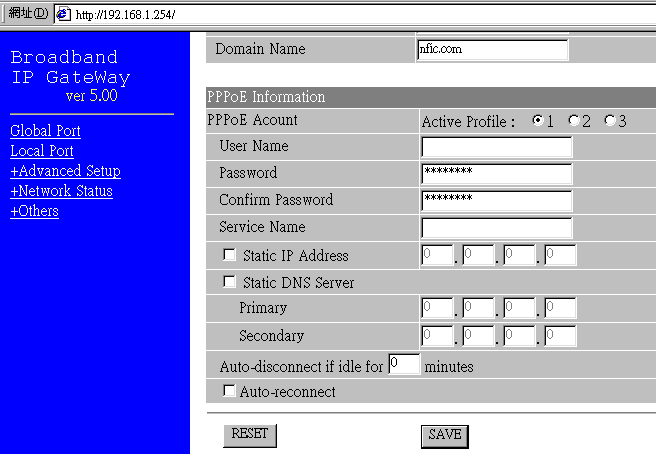 網址(D) http://192.168.1.254/
Broadband
IP GateWay
ver 5.00
Global Port
Local Port
+Advanced Setup
+Network Status
+Others
Domain Name nfic.com
PPPoE Information
PPPoE Acount Active Profile : 1 2 3
User Name
Password ********
Confirm Password ********
Service Name
Static IP Address 0 . 0 . 0 . 0
Static DNS Server
Primary 0 . 0 . 0 . 0
Secondary 0 . 0 . 0 . 0
Auto-disconnect if idle for 0 minutes
Auto-reconnect
RESET SAVE